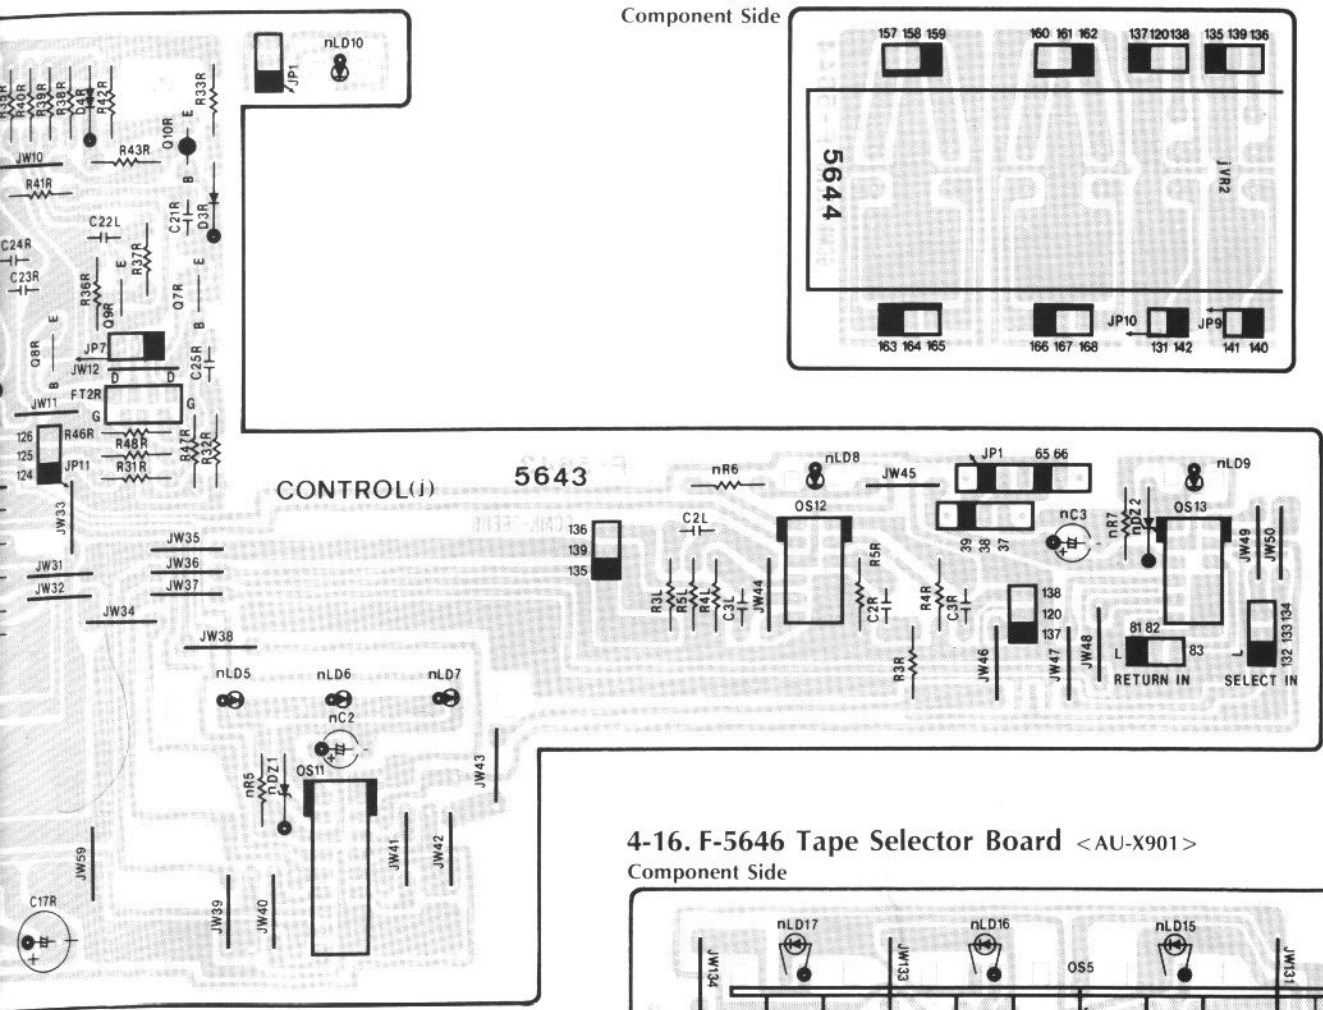 Component Side
nLD10
JP1
157 158 159
160 161 162
137 120 138
135 139 136
R35R
R40R
R39R
R38R
D4R
R42R
R33R
Q10R
E
B
R43R
JW10
R41R
5644
jVR2
C22L
C21R
D3R
C24R
C23R
R37R
R36R
E
Q9R
E
Q7R
B
E
Q8R
B
JP7
JW12
D D
FT2R
G G
C25R
JP10
JP9
163 164 165
166 167 168
131 142
141 140
JW11
126
125
124
R46R
R48R
R31R
R47R
R32R
JP11
JW33
CONTROL(j)
5643
nR6
nLD8
JW45
JP1
65 66
nLD9
OS12
39
38
37
nC3
+ -
nR7
nDZ2
OS13
JW49
JW50
136
139
135
C2L
R3L
R5L
R4L
C3L
JW44
R5R
C2R
R4R
C3R
138
120
137
JW35
JW36
JW37
JW31
JW32
JW34
JW38
R3R
JW46
JW47
JW48
81 82
L
83
RETURN IN
134
133
132
L
SELECT IN
nLD5
nLD6
nLD7
nC2
+ -
nR5
nDZ1
OS11
JW43
JW59
JW41
JW42
JW39
JW40
C17R
+
4-16. F-5646 Tape Selector Board <AU-X901>
Component Side
JW134
nLD17
JW133
nLD16
OS5
nLD15
JW131